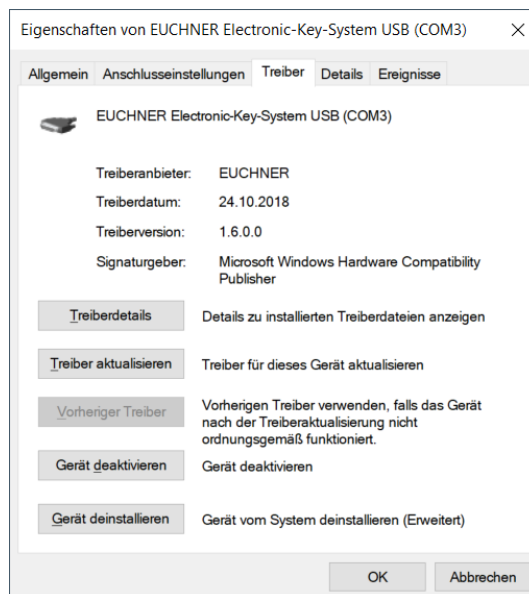 Eigenschaften von EUCHNER Electronic-Key-System USB (COM3)
Allgemein Anschlusseinstellungen Treiber Details Ereignisse
EUCHNER Electronic-Key-System USB (COM3)
Treiberanbieter: EUCHNER
Treiberdatum: 24.10.2018
Treiberversion: 1.6.0.0
Signaturgeber: Microsoft Windows Hardware Compatibility
Publisher
Treiberdetails Details zu installierten Treiberdateien anzeigen
Treiber aktualisieren Treiber für dieses Gerät aktualisieren
Vorheriger Treiber Vorherigen Treiber verwenden, falls das Gerät
nach der Treiberaktualisierung nicht
ordnungsgemäß funktioniert.
Gerät deaktivieren Gerät deaktivieren
Gerät deinstallieren Gerät vom System deinstallieren (Erweitert)
OK Abbrechen